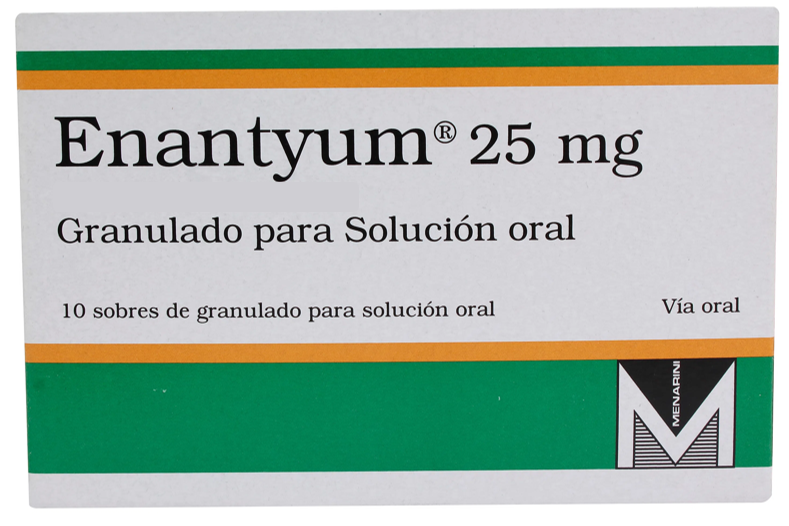 Enantyum® 25 mg
Granulado para Solución oral
10 sobres de granulado para solución oral
Vía oral
MENARINI